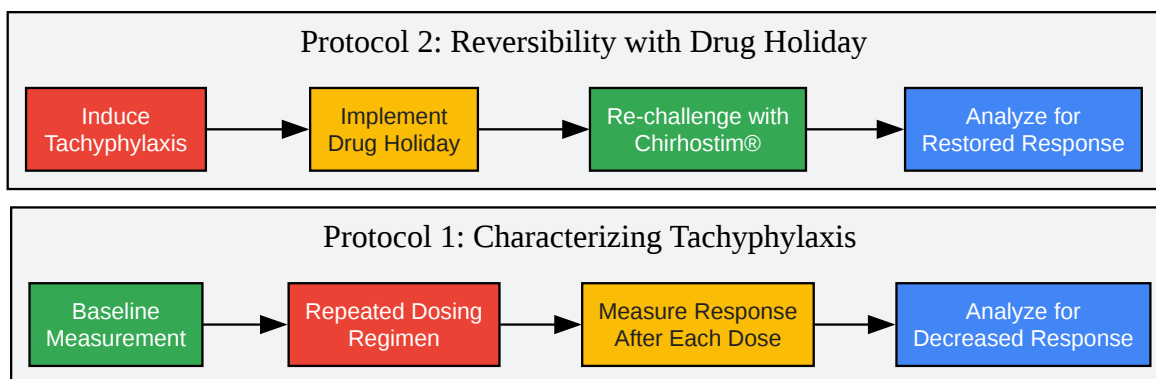 Protocol 2: Reversibility with Drug Holiday
Induce
Tachyphylaxis
Implement
Drug Holiday
Re-challenge with
Chirhostim®
Analyze for
Restored Response
Protocol 1: Characterizing Tachyphylaxis
Baseline
Measurement
Repeated Dosing
Regimen
Measure Response
After Each Dose
Analyze for
Decreased Response